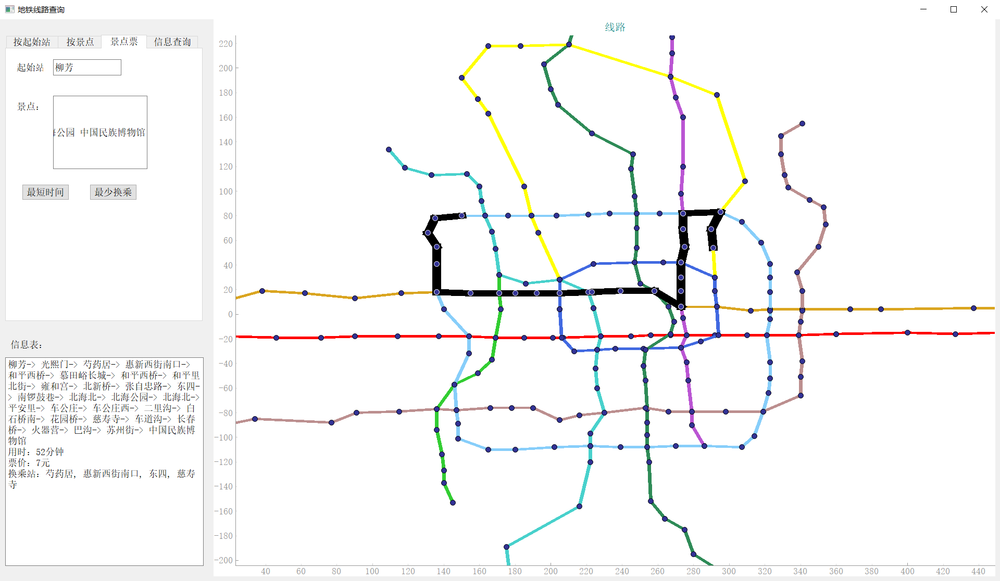 地铁线路查询
按起始站 按景点 景点票 信息查询
起始站 柳芳
景点：
公园 中国民族博物馆
最短时间 最少换乘
信息表：
柳芳-> 光熙门-> 芍药居-> 惠新西街南口->
和平西桥-> 慕田峪长城-> 和平西桥-> 和平里
北街-> 雍和宫-> 北新桥-> 张自忠路-> 东四-
> 南锣鼓巷-> 北海北-> 北海公园-> 北海北->
平安里-> 车公庄-> 车公庄西-> 二里沟-> 白
石桥南-> 花园桥-> 慈寿寺-> 车道沟-> 长春
桥-> 火器营-> 巴沟-> 苏州街-> 中国民族博
物馆
用时：52分钟
票价：7元
换乘站：芍药居, 惠新西街南口, 东四, 慈寿
寺
线路
220
200
180
160
140
120
100
80
60
40
20
0
-20
-40
-60
-80
-100
-120
-140
-160
-180
-200
40 60 80 100 120 140 160 180 200 220 240 260 280 300 320 340 360 380 400 420 440